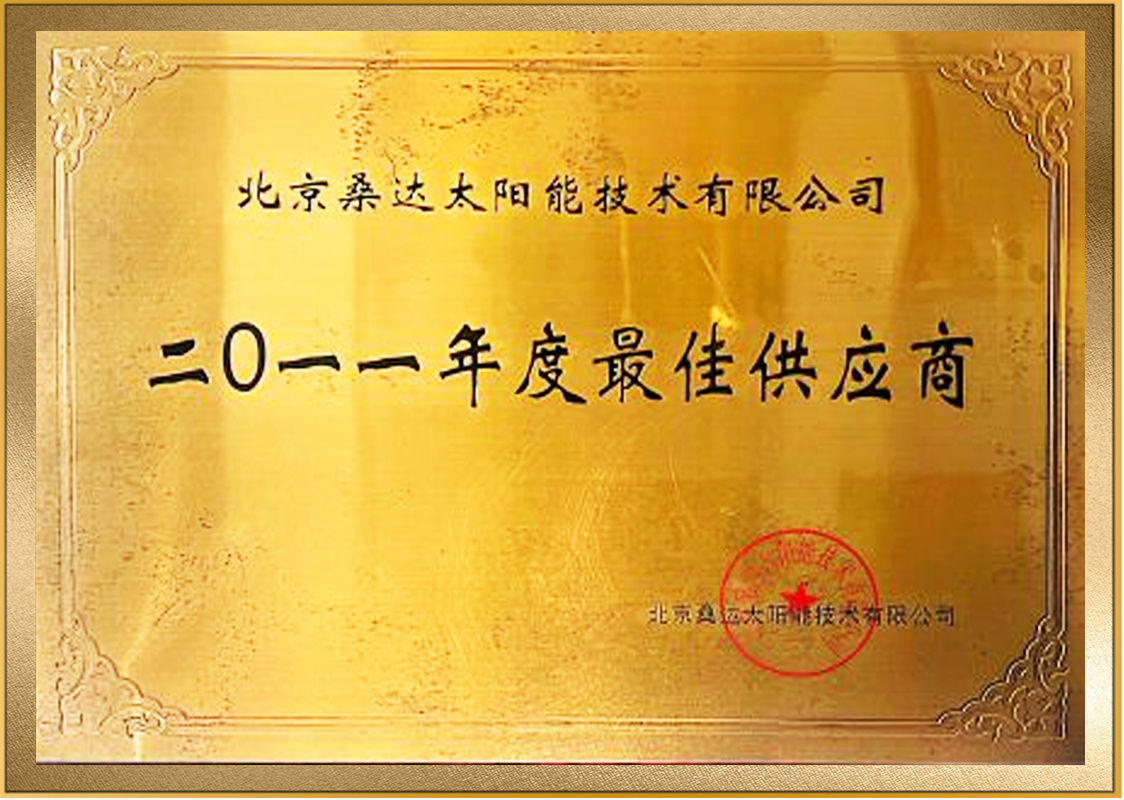 北京桑达太阳能技术有限公司
二〇一一年度最佳供应商
北京桑达太阳能技术有限公司